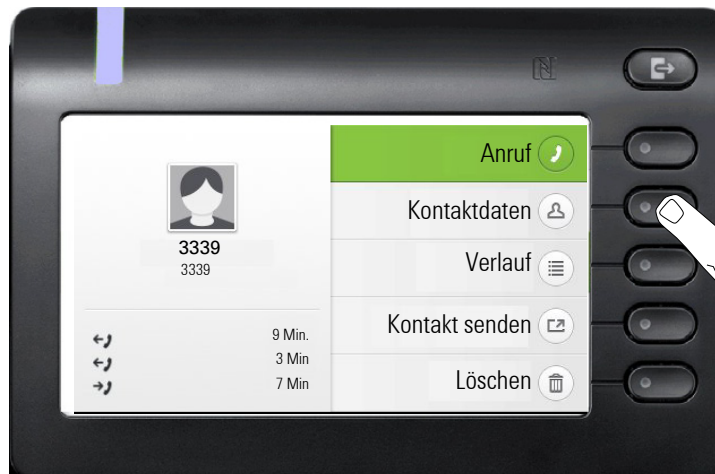 3339
3339
9 Min.
3 Min
7 Min
Anruf
Kontaktdaten
Verlauf
Kontakt senden
Löschen